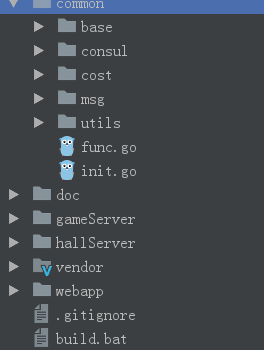 common
base
consul
cost
msg
utils
func.go
init.go
doc
gameServer
hallServer
vendor
webapp
.gitignore
build.bat